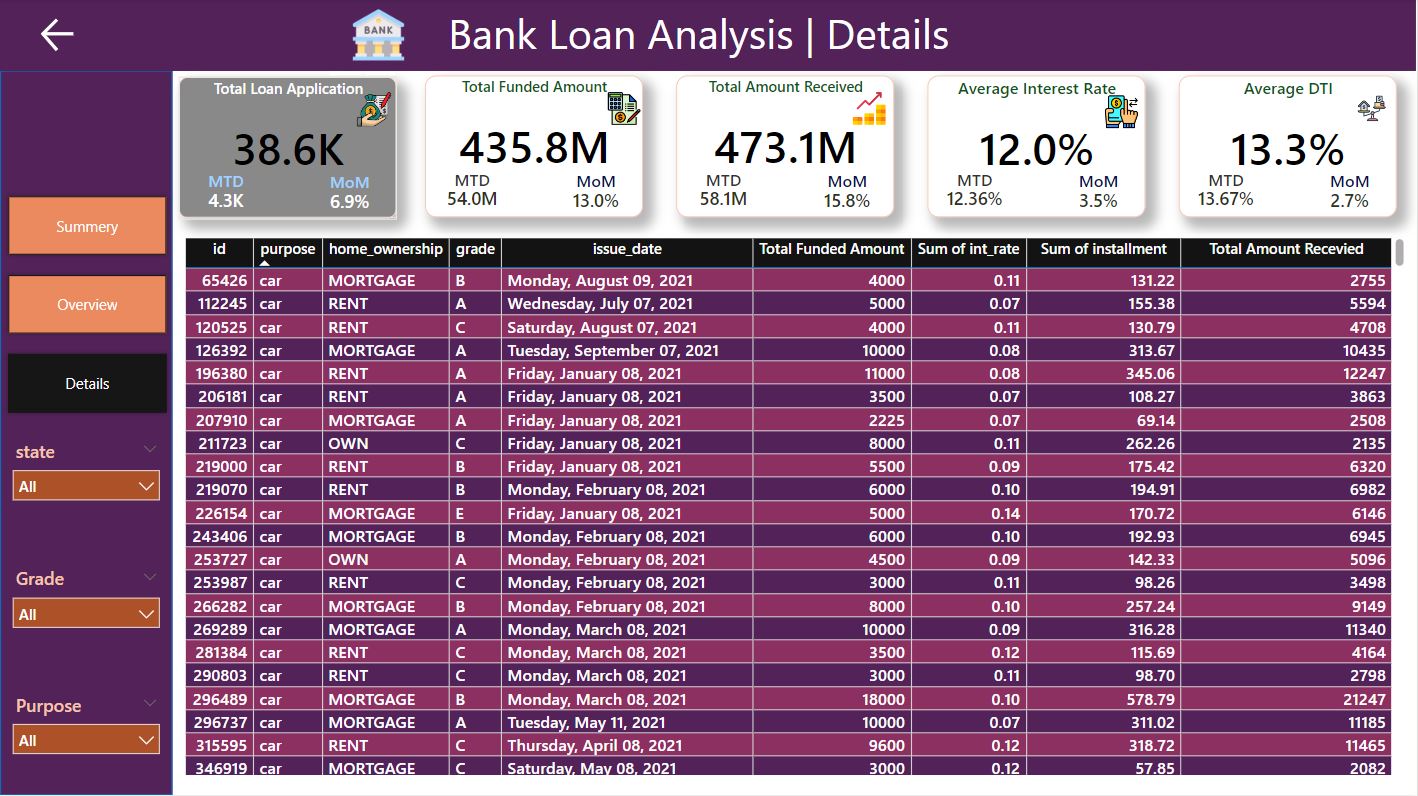 BANK
Bank Loan Analysis | Details
Total Loan Application
38.6K
MTD MoM
4.3K 6.9%
Total Funded Amount
435.8M
MTD MoM
54.0M 13.0%
Total Amount Received
473.1M
MTD MoM
58.1M 15.8%
Average Interest Rate
12.0%
MTD MoM
12.36% 3.5%
Average DTI
13.3%
MTD MoM
13.67% 2.7%
Summery
Overview
Details
state
All
Grade
All
Purpose
All
id purpose home_ownership grade issue_date Total Funded Amount Sum of int_rate Sum of installment Total Amount Recevied
65426 car MORTGAGE B Monday, August 09, 2021 4000 0.11 131.22 2755
112245 car RENT A Wednesday, July 07, 2021 5000 0.07 155.38 5594
120525 car RENT C Saturday, August 07, 2021 4000 0.11 130.79 4708
126392 car MORTGAGE A Tuesday, September 07, 2021 10000 0.08 313.67 10435
196380 car RENT A Friday, January 08, 2021 11000 0.08 345.06 12247
206181 car RENT A Friday, January 08, 2021 3500 0.07 108.27 3863
207910 car MORTGAGE A Friday, January 08, 2021 2225 0.07 69.14 2508
211723 car OWN C Friday, January 08, 2021 8000 0.11 262.26 2135
219000 car RENT B Friday, January 08, 2021 5500 0.09 175.42 6320
219070 car RENT B Monday, February 08, 2021 6000 0.10 194.91 6982
226154 car MORTGAGE E Friday, January 08, 2021 5000 0.14 170.72 6146
243406 car MORTGAGE B Monday, February 08, 2021 6000 0.10 192.93 6945
253727 car OWN A Monday, February 08, 2021 4500 0.09 142.33 5096
253987 car RENT C Monday, February 08, 2021 3000 0.11 98.26 3498
266282 car MORTGAGE B Monday, February 08, 2021 8000 0.10 257.24 9149
269289 car MORTGAGE A Monday, March 08, 2021 10000 0.09 316.28 11340
281384 car RENT C Monday, March 08, 2021 3500 0.12 115.69 4164
290803 car RENT C Monday, March 08, 2021 3000 0.11 98.70 2798
296489 car MORTGAGE B Monday, March 08, 2021 18000 0.10 578.79 21247
296737 car MORTGAGE A Tuesday, May 11, 2021 10000 0.07 311.02 11185
315595 car RENT C Thursday, April 08, 2021 9600 0.12 318.72 11465
346919 car MORTGAGE C Saturday, May 08, 2021 3000 0.12 57.85 2082